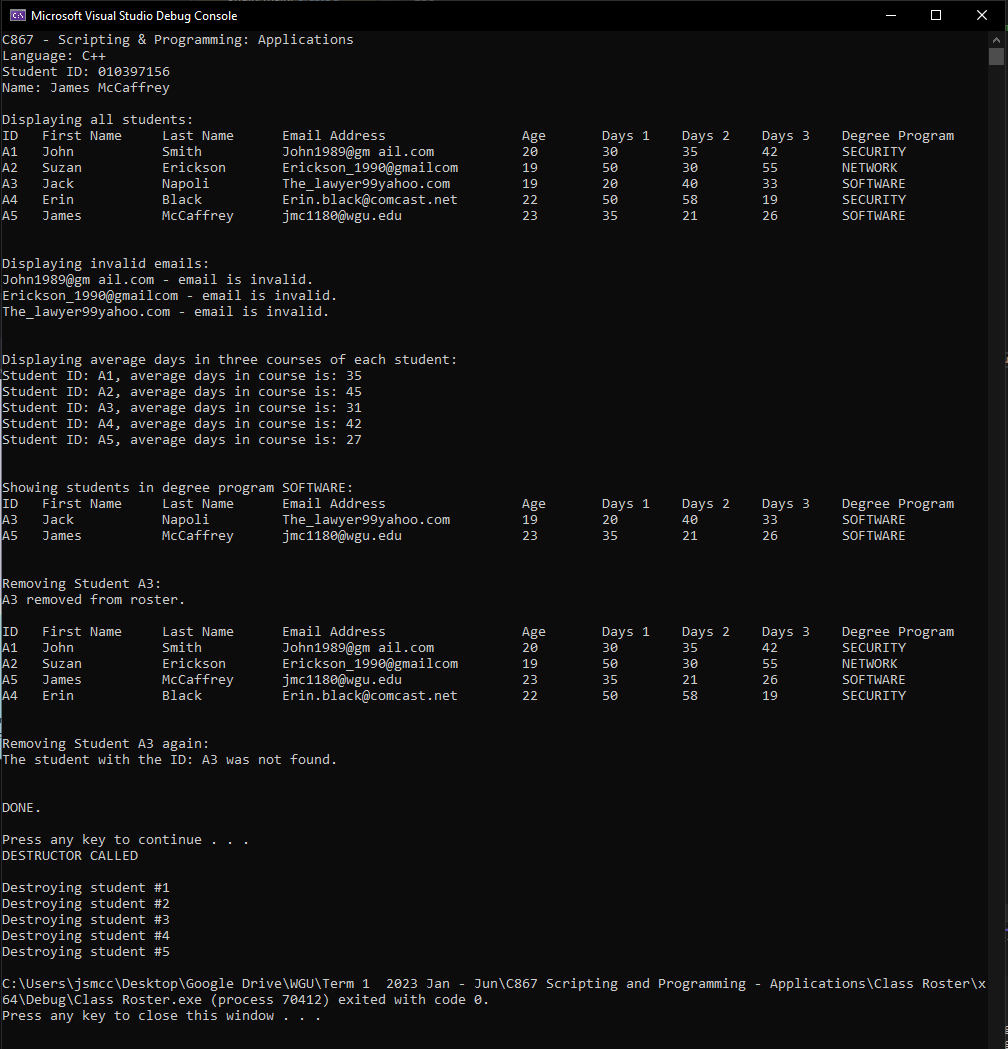 Microsoft Visual Studio Debug Console
C867 - Scripting & Programming: Applications
Language: C++
Student ID: 010397156
Name: James McCaffrey
Displaying all students:
ID First Name Last Name Email Address Age Days 1 Days 2 Days 3 Degree Program
A1 John Smith John1989@gm ail.com 20 30 35 42 SECURITY
A2 Suzan Erickson Erickson_1990@gmailcom 19 50 30 55 NETWORK
A3 Jack Napoli The_lawyer99yahoo.com 19 20 40 33 SOFTWARE
A4 Erin Black Erin.black@comcast.net 22 50 58 19 SECURITY
A5 James McCaffrey jmc1180@wgu.edu 23 35 21 26 SOFTWARE
Displaying invalid emails:
John1989@gm ail.com - email is invalid.
Erickson_1990@gmailcom - email is invalid.
The_lawyer99yahoo.com - email is invalid.
Displaying average days in three courses of each student:
Student ID: A1, average days in course is: 35
Student ID: A2, average days in course is: 45
Student ID: A3, average days in course is: 31
Student ID: A4, average days in course is: 42
Student ID: A5, average days in course is: 27
Showing students in degree program SOFTWARE:
ID First Name Last Name Email Address Age Days 1 Days 2 Days 3 Degree Program
A3 Jack Napoli The_lawyer99yahoo.com 19 20 40 33 SOFTWARE
A5 James McCaffrey jmc1180@wgu.edu 23 35 21 26 SOFTWARE
Removing Student A3:
A3 removed from roster.
ID First Name Last Name Email Address Age Days 1 Days 2 Days 3 Degree Program
A1 John Smith John1989@gm ail.com 20 30 35 42 SECURITY
A2 Suzan Erickson Erickson_1990@gmailcom 19 50 30 55 NETWORK
A5 James McCaffrey jmc1180@wgu.edu 23 35 21 26 SOFTWARE
A4 Erin Black Erin.black@comcast.net 22 50 58 19 SECURITY
Removing Student A3 again:
The student with the ID: A3 was not found.
DONE.
Press any key to continue . . .
DESTRUCTOR CALLED
Destroying student #1
Destroying student #2
Destroying student #3
Destroying student #4
Destroying student #5
C:\Users\jsmcc\Desktop\Google Drive\WGU\Term 1  2023 Jan - Jun\C867 Scripting and Programming - Applications\Class Roster\x
64\Debug\Class Roster.exe (process 70412) exited with code 0.
Press any key to close this window . . .